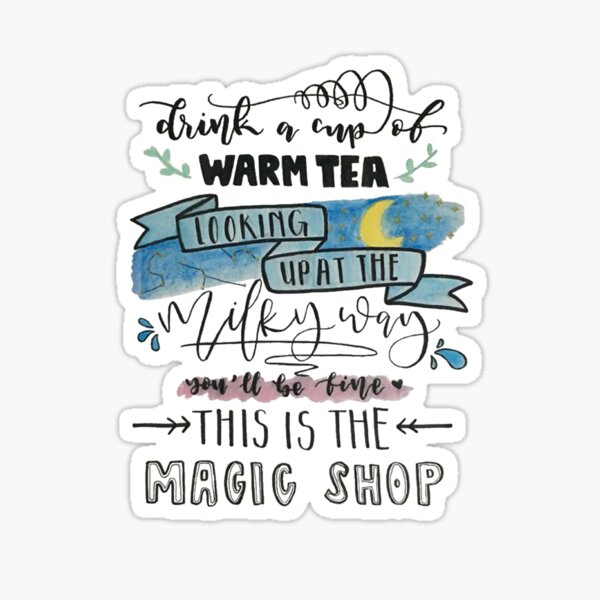 drink a cup of
WARM TEA
LOOKING
UP AT THE
Milky way
you'll be fine
THIS IS THE
MAGIC SHOP